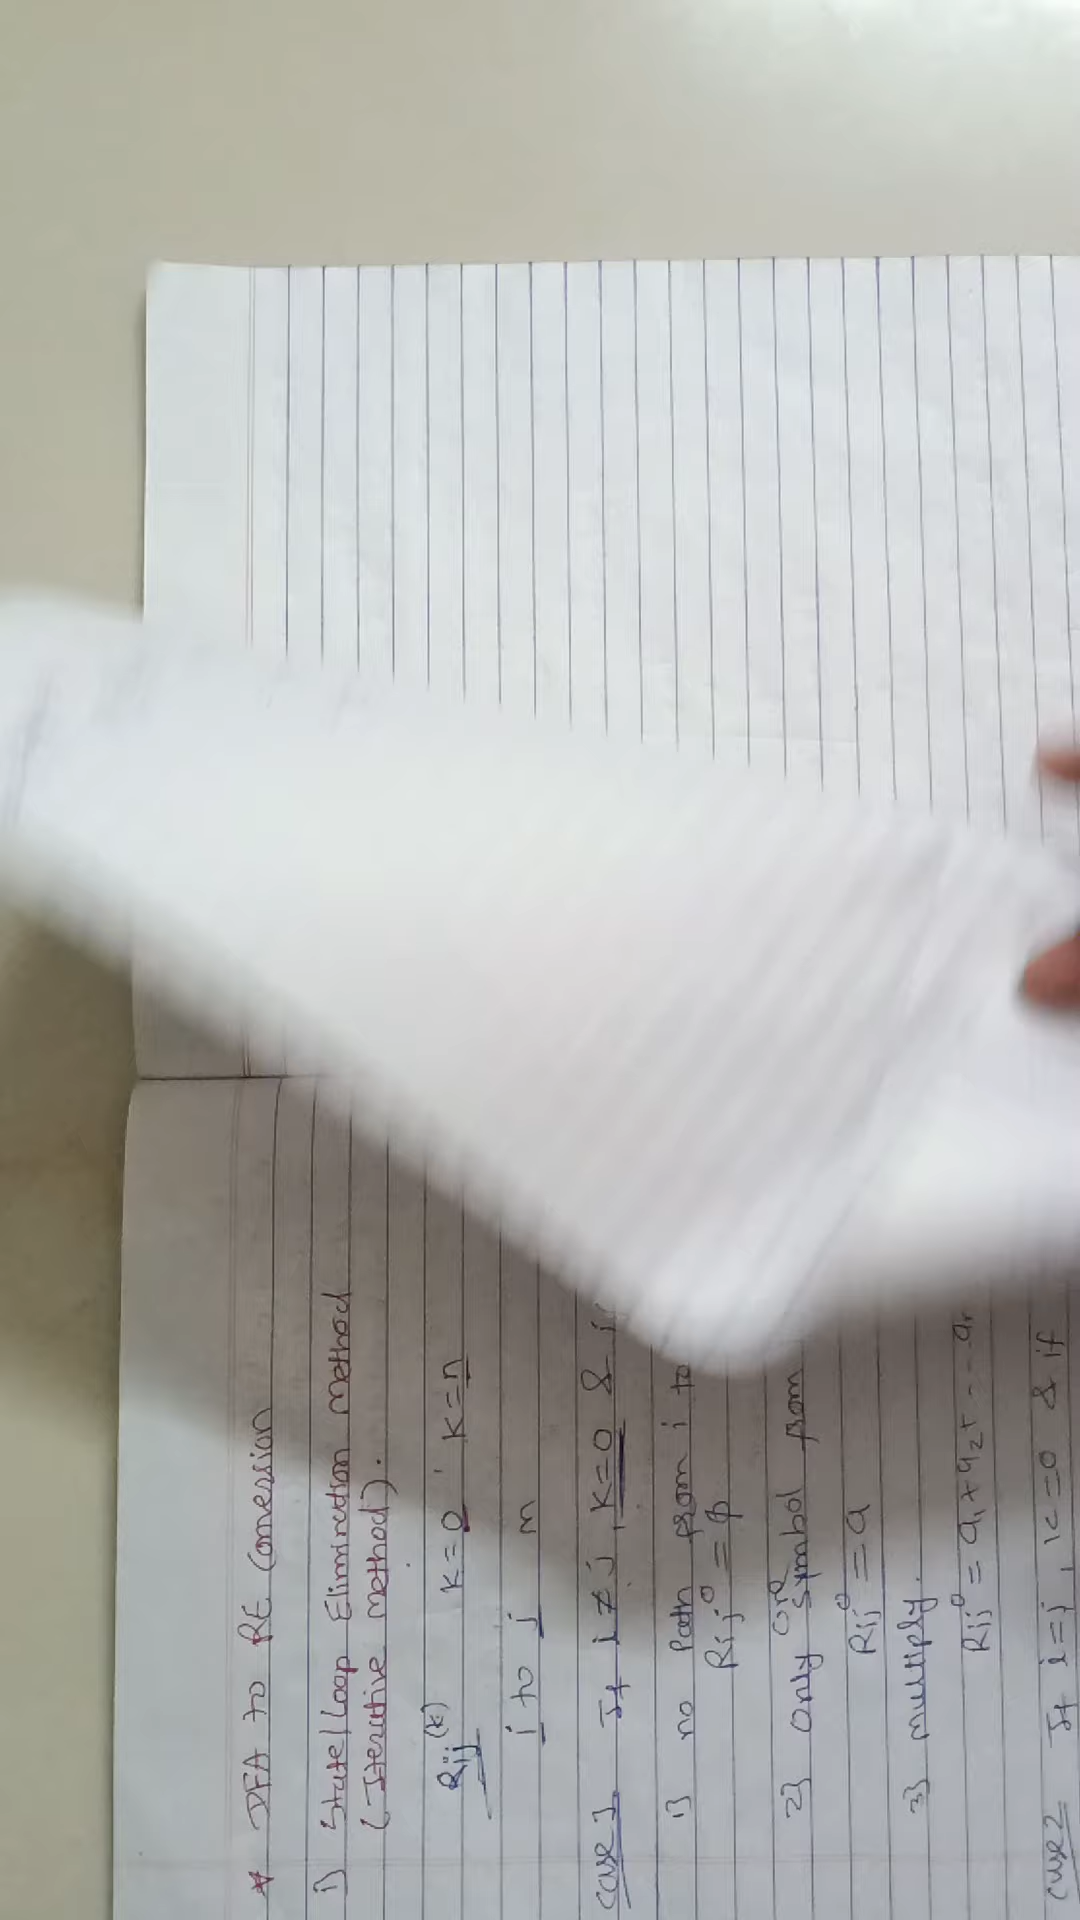 * DFA to RE Conversion
1) State/Loop Elimination method
(Iterative method).
Rij(k) k=0, k=n
i to j m
case 1 If i ≠ j, k=0 &
1) no path from i to
Rij⁰ = ϕ
2) only one symbol from
Rij⁰ = a
3) multiply.
Rij⁰ = a1+a2+--
case 2 If i=j, k=0 & if